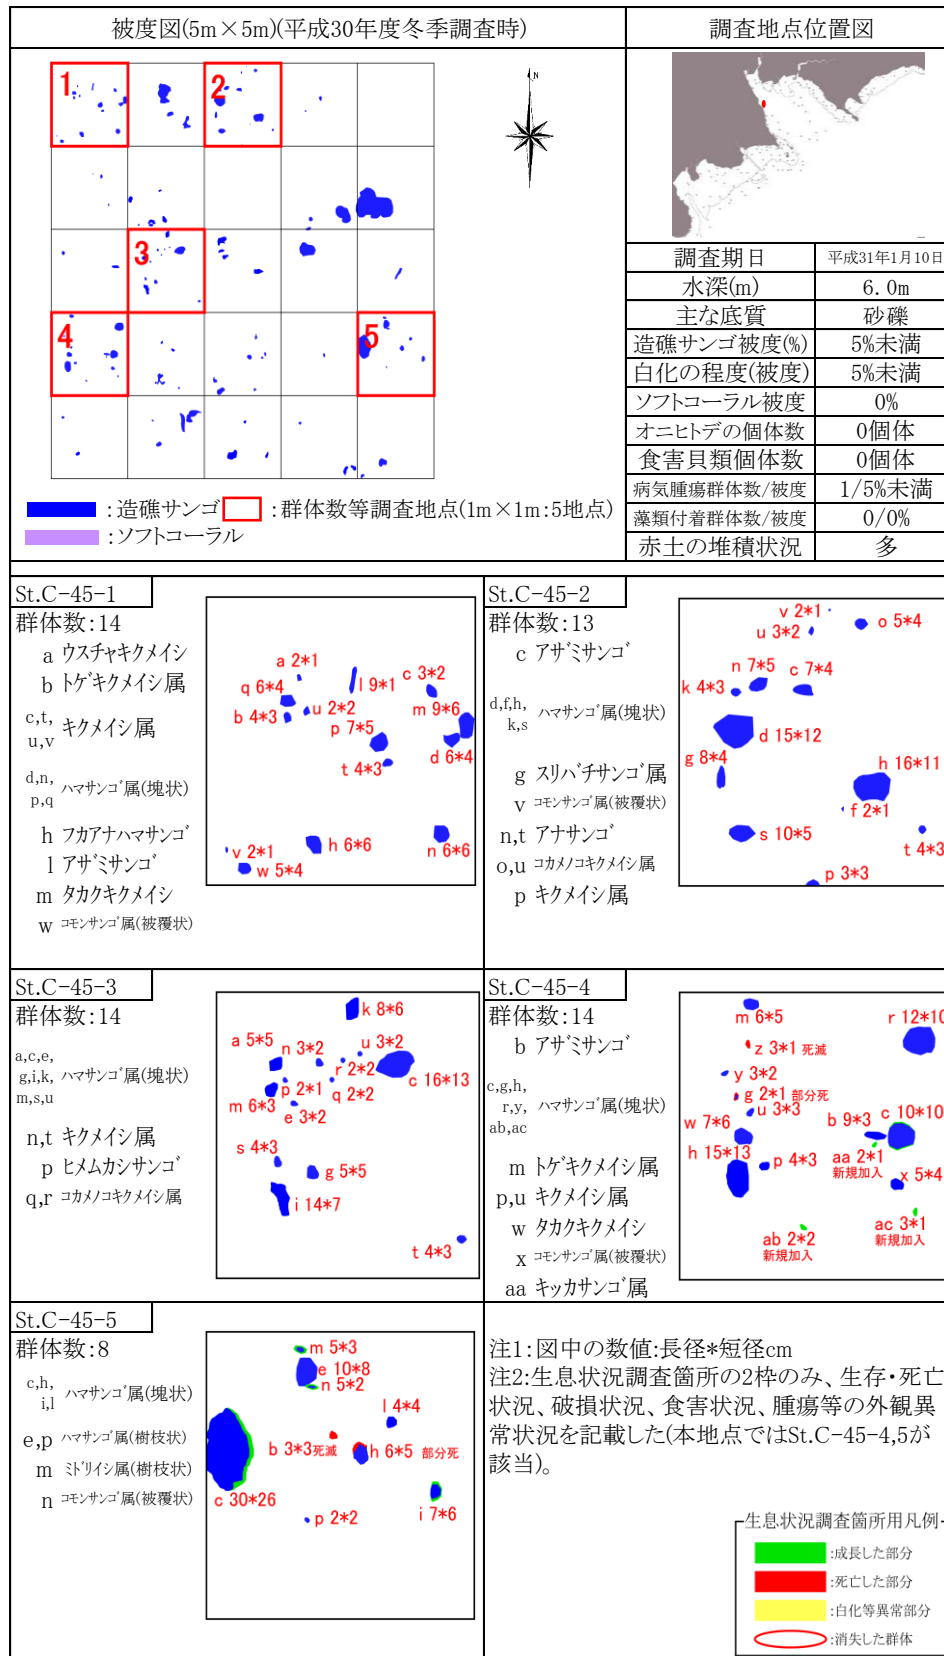 被度図(5m×5m)(平成30年度冬季調査時)
調査地点位置図
1
2
3
4
5
N
調査期日 平成31年1月10日
水深(m) 6.0m
主な底質 砂礫
造礁サンゴ被度(%) 5%未満
白化の程度(被度) 5%未満
ソフトコーラル被度 0%
オニヒトデの個体数 0個体
食害貝類個体数 0個体
病気腫瘍群体数/被度 1/5%未満
藻類付着群体数/被度 0/0%
赤土の堆積状況 多
:造礁サンゴ :群体数等調査地点(1m×1m:5地点)
:ソフトコーラル
St.C-45-1
群体数:14
a ウスチャキクメイシ
b トゲキクメイシ属
c,t,
u,v キクメイシ属
d,n,
p,q ハマサンゴ属(塊状)
h フカアナハマサンゴ
l アザミサンゴ
m タカクキクメイシ
w コモンサンゴ属(被覆状)
a 2*1
q 6*4
l 9*1
c 3*2
b 4*3
u 2*2
m 9*6
p 7*5
d 6*4
t 4*3
v 2*1
h 6*6
n 6*6
w 5*4
St.C-45-2
群体数:13
c アザミサンゴ
d,f,h,
k,s ハマサンゴ属(塊状)
g スリバチサンゴ属
v コモンサンゴ属(被覆状)
n,t アナサンゴ
o,u コカメノコキクメイシ属
p キクメイシ属
v 2*1
u 3*2
o 5*4
n 7*5
c 7*4
k 4*3
d 15*12
g 8*4
h 16*11
f 2*1
s 10*5
t 4*3
p 3*3
St.C-45-3
群体数:14
a,c,e,
g,i,k,
m,s,u ハマサンゴ属(塊状)
n,t キクメイシ属
p ヒメムカシサンゴ
q,r コカメノコキクメイシ属
k 8*6
a 5*5
n 3*2
u 3*2
r 2*2
c 16*13
p 2*1
q 2*2
m 6*3
e 3*2
s 4*3
g 5*5
i 14*7
t 4*3
St.C-45-4
群体数:14
b アザミサンゴ
c,g,h,
r,y,
ab,ac ハマサンゴ属(塊状)
m トゲキクメイシ属
p,u キクメイシ属
w タカクキクメイシ
x コモンサンゴ属(被覆状)
aa キッカサンゴ属
m 6*5
r 12*10
z 3*1 死滅
y 3*2
g 2*1 部分死
u 3*3
b 9*3
c 10*10
w 7*6
h 15*13
p 4*3
aa 2*1
新規加入
x 5*4
ab 2*2
新規加入
ac 3*1
新規加入
St.C-45-5
群体数:8
c,h,
i,l ハマサンゴ属(塊状)
e,p ハマサンゴ属(樹枝状)
m ミドリイシ属(樹枝状)
n コモンサンゴ属(被覆状)
m 5*3
e 10*8
n 5*2
l 4*4
b 3*3死滅
h 6*5 部分死
c 30*26
i 7*6
p 2*2
注1:図中の数値:長径*短径cm
注2:生息状況調査箇所の2枠のみ、生存・死亡
状況、破損状況、食害状況、腫瘍等の外観異
常状況を記載した(本地点ではSt.C-45-4,5が
該当)。
生息状況調査箇所用凡例
:成長した部分
:死亡した部分
:白化等異常部分
:消失した群体